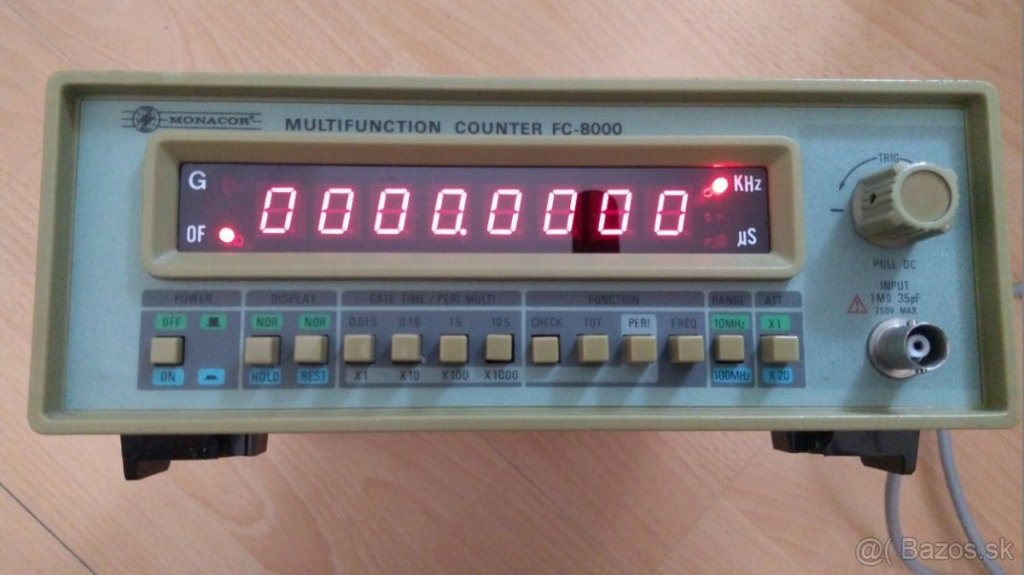 MONACOR
MULTIFUNCTION COUNTER FC-8000
TRIG
G
KHz
0000.0000
OF
µS
PULL DC
POWER DISPLAY GATE TIME / PERI MULTI FUNCTION RANGE ATT
INPUT
1MΩ 35pF
250V MAX
OFF NOR NOR 0.01S 0.1S 1S 10S CHECK TOT PERI FREQ 10MHz X1
ON HOLD REST X1 X10 X100 X1000 100MHz X20
@( Bazos.sk